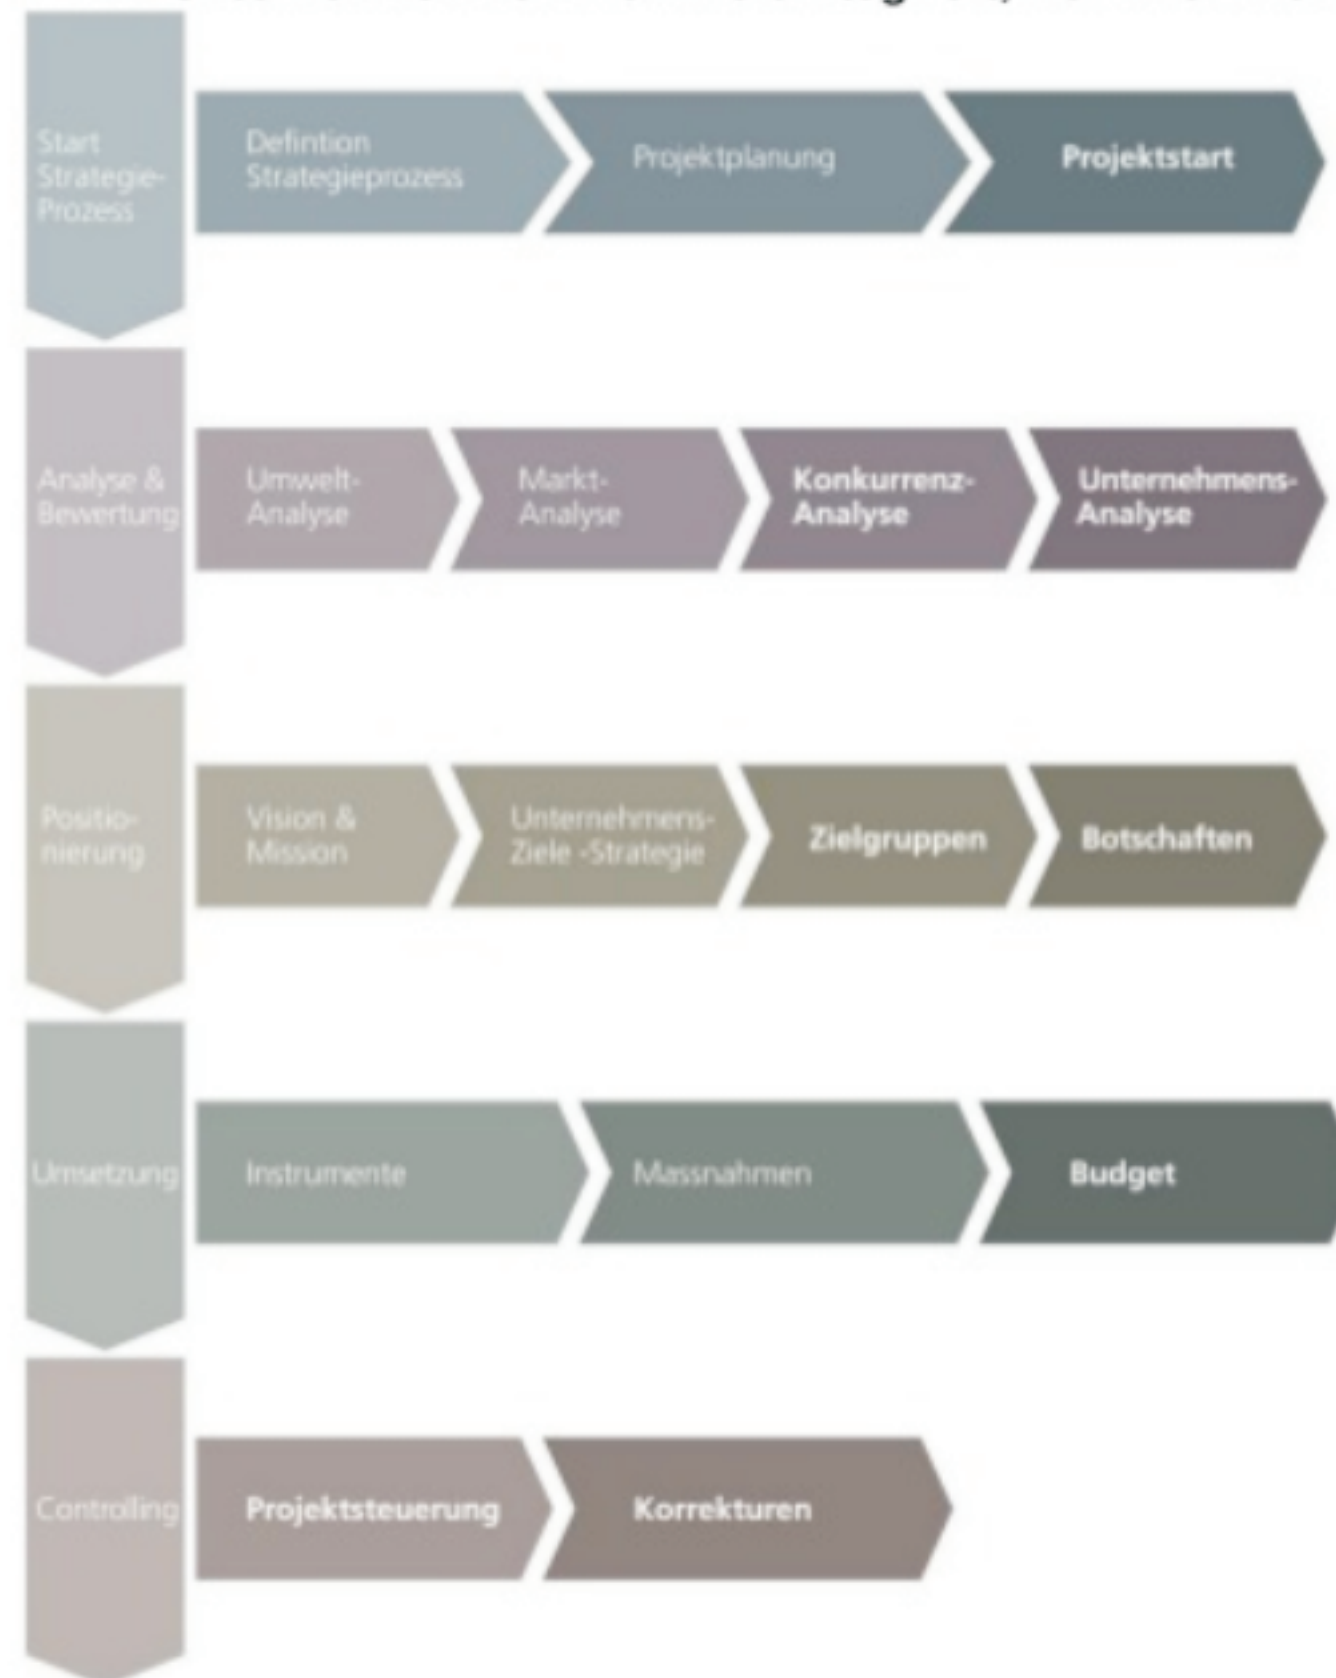 Start
Strategie-
Prozess
Defintion
Strategieprozess
Projektplanung
Projektstart
Analyse &
Bewertung
Umwelt-
Analyse
Markt-
Analyse
Konkurrenz-
Analyse
Unternehmens-
Analyse
Positio-
nierung
Vision &
Mission
Unternehmens-
Ziele -Strategie
Zielgruppen
Botschaften
Umsetzung
Instrumente
Massnahmen
Budget
Controlling
Projektsteuerung
Korrekturen